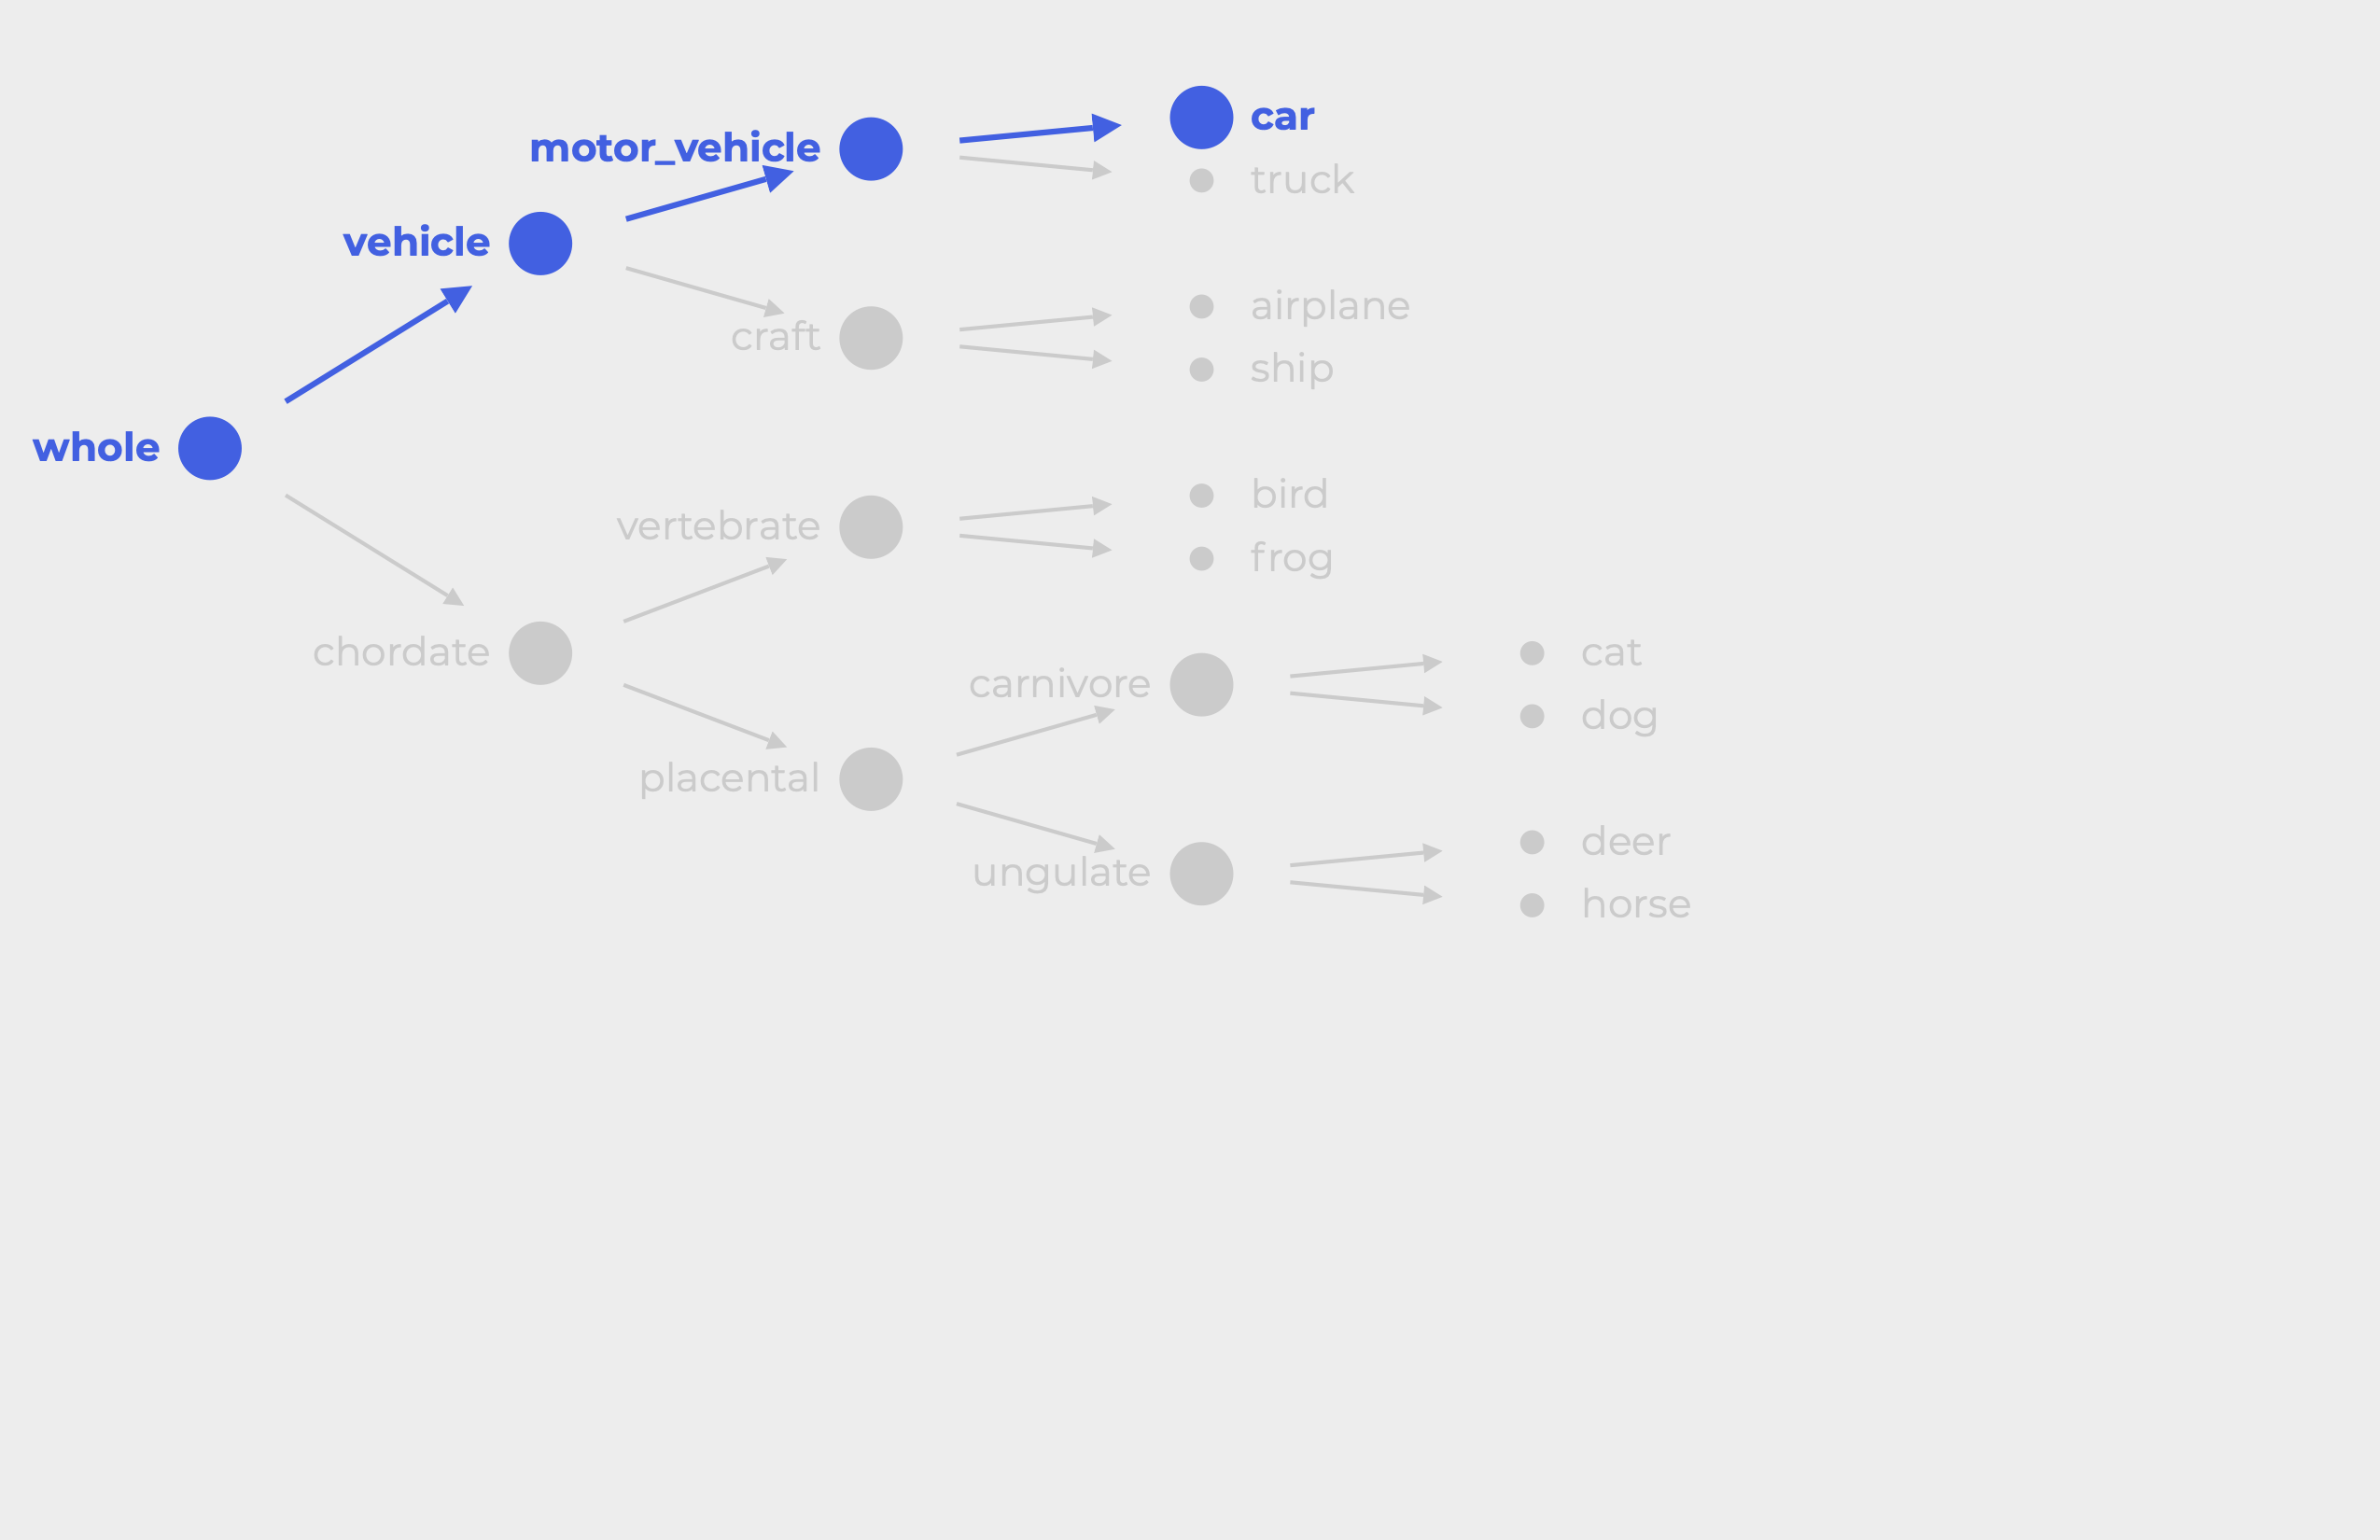 car
motor_vehicle
truck
vehicle
airplane
craft
ship
whole
bird
vertebrate
frog
chordate
cat
carnivore
dog
placental
deer
ungulate
horse